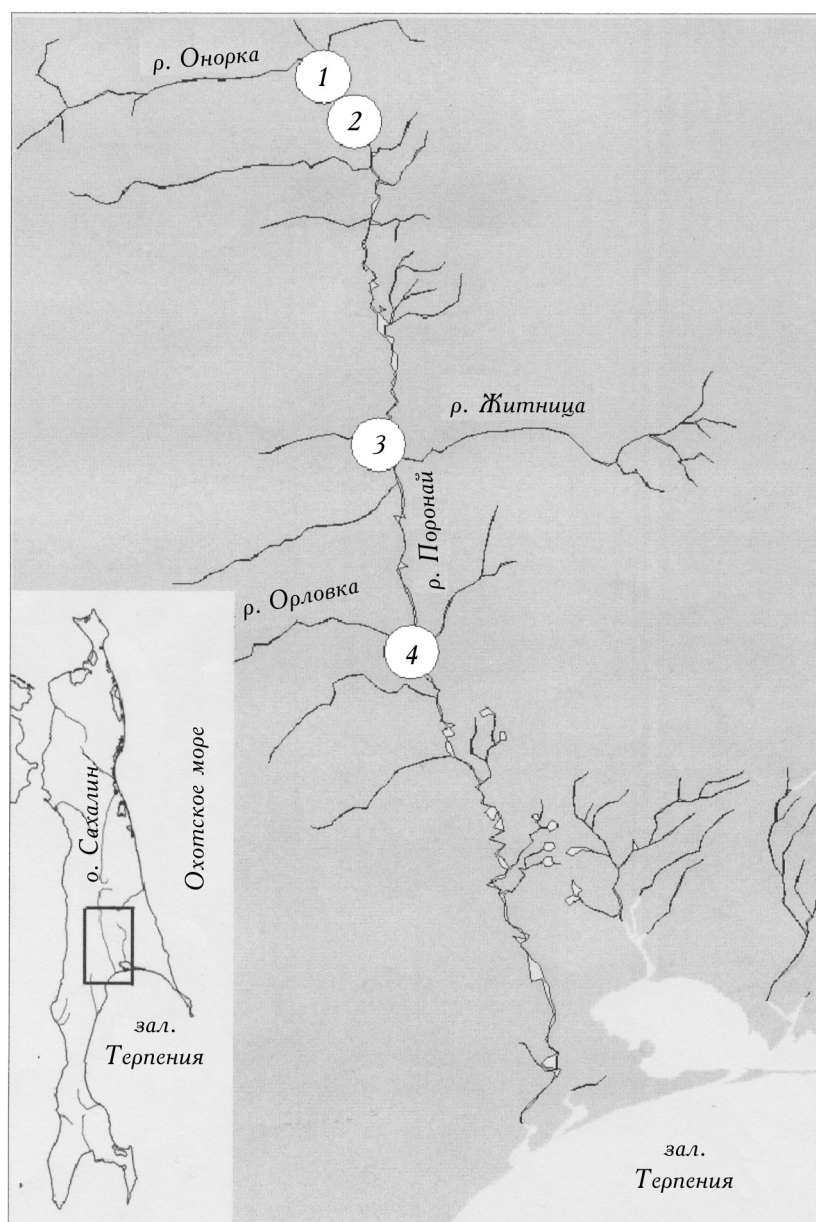 р. Онорка
1
2
р. Житница
3
р. Поронай
р. Орловка
4
о. Сахалин
Охотское море
зал.
Терпения
зал.
Терпения